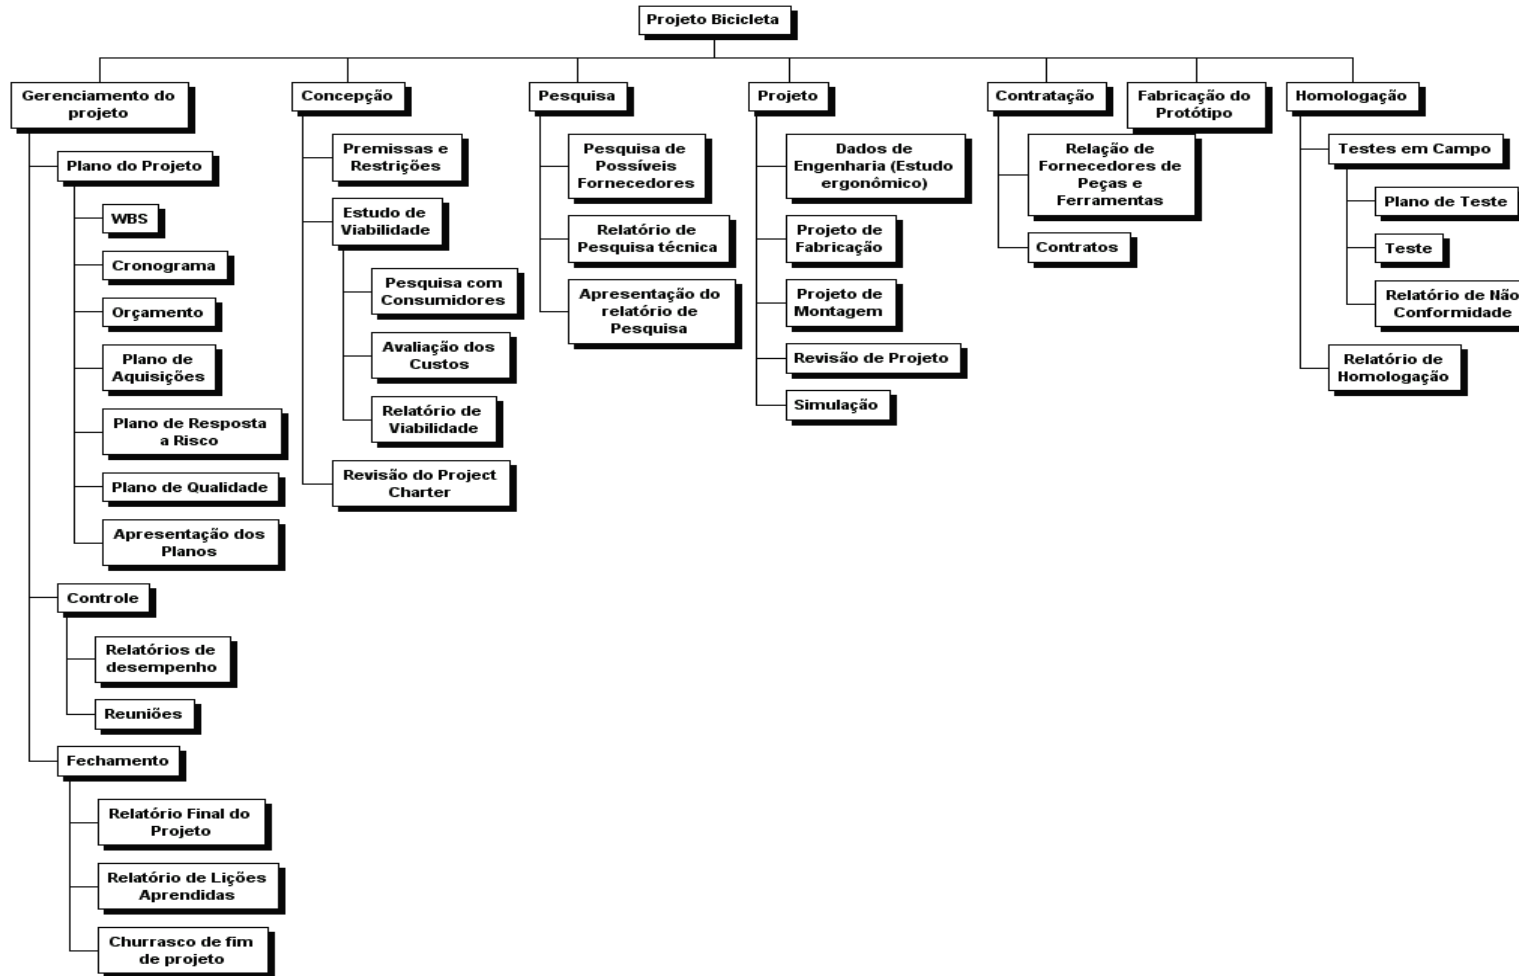 Projeto Bicicleta
Gerenciamento do
projeto
Plano do Projeto
WBS
Cronograma
Orçamento
Plano de
Aquisições
Plano de Resposta
a Risco
Plano de Qualidade
Apresentação dos
Planos
Controle
Relatórios de
desempenho
Reuniões
Fechamento
Relatório Final do
Projeto
Relatório de Lições
Aprendidas
Churrasco de fim
de projeto
Concepção
Premissas e
Restrições
Estudo de
Viabilidade
Pesquisa com
Consumidores
Avaliação dos
Custos
Relatório de
Viabilidade
Revisão do Project
Charter
Pesquisa
Pesquisa de
Possíveis
Fornecedores
Relatório de
Pesquisa técnica
Apresentação do
relatório de
Pesquisa
Projeto
Dados de
Engenharia (Estudo
ergonômico)
Projeto de
Fabricação
Projeto de
Montagem
Revisão de Projeto
Simulação
Contratação
Relação de
Fornecedores de
Peças e
Ferramentas
Contratos
Fabricação do
Protótipo
Homologação
Testes em Campo
Plano de Teste
Teste
Relatório de Não
Conformidade
Relatório de
Homologação